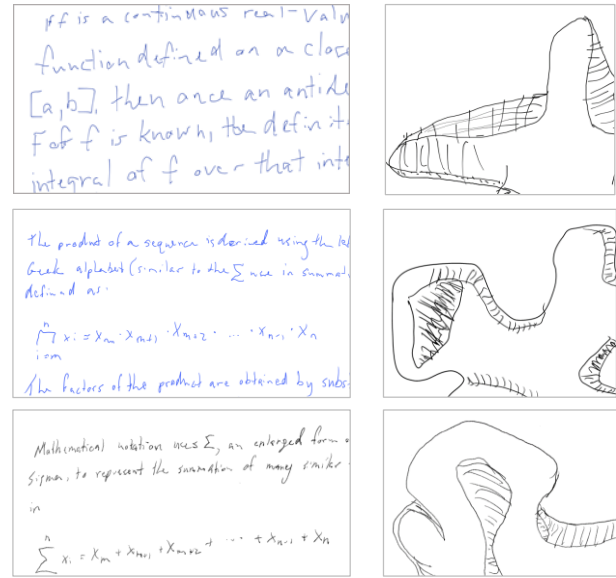 If f is a continuous real-valu
function defined on a close
[a,b], then once an antide
F of f is known, the definit
integral of f over that inte
The product of a sequence is derived using the
Greek alphabet (similar to the ∑ use in summat
defined as:
n
∏ xi = xm · xm+1 · xm+2 · ... · xn-1 · xn
i=m
The factors of the product are obtained by subs
Mathematical notation uses ∑, an enlarged form
sigma, to represent the summation of many similar
in
n
∑ xi = xm + xm+1 + xm+2 + ... + xn-1 + xn